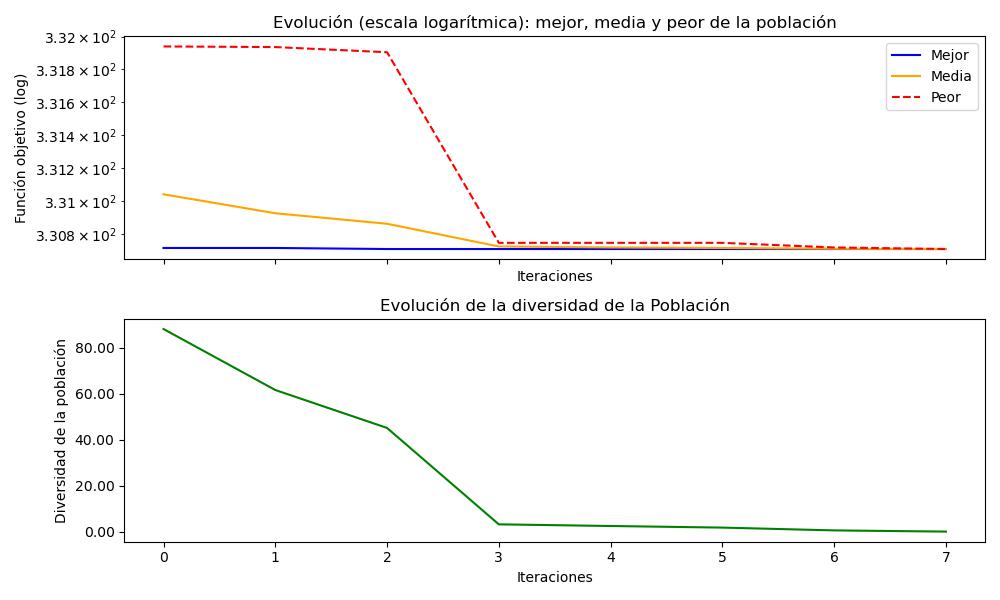 Evolución (escala logarítmica): mejor, media y peor de la población
Función objetivo (log)
3.32 × 10²
3.318 × 10²
3.316 × 10²
3.314 × 10²
3.312 × 10²
3.31 × 10²
3.308 × 10²
Mejor
Media
Peor
Iteraciones
Evolución de la diversidad de la Población
Diversidad de la población
80.00
60.00
40.00
20.00
0.00
0 1 2 3 4 5 6 7
Iteraciones